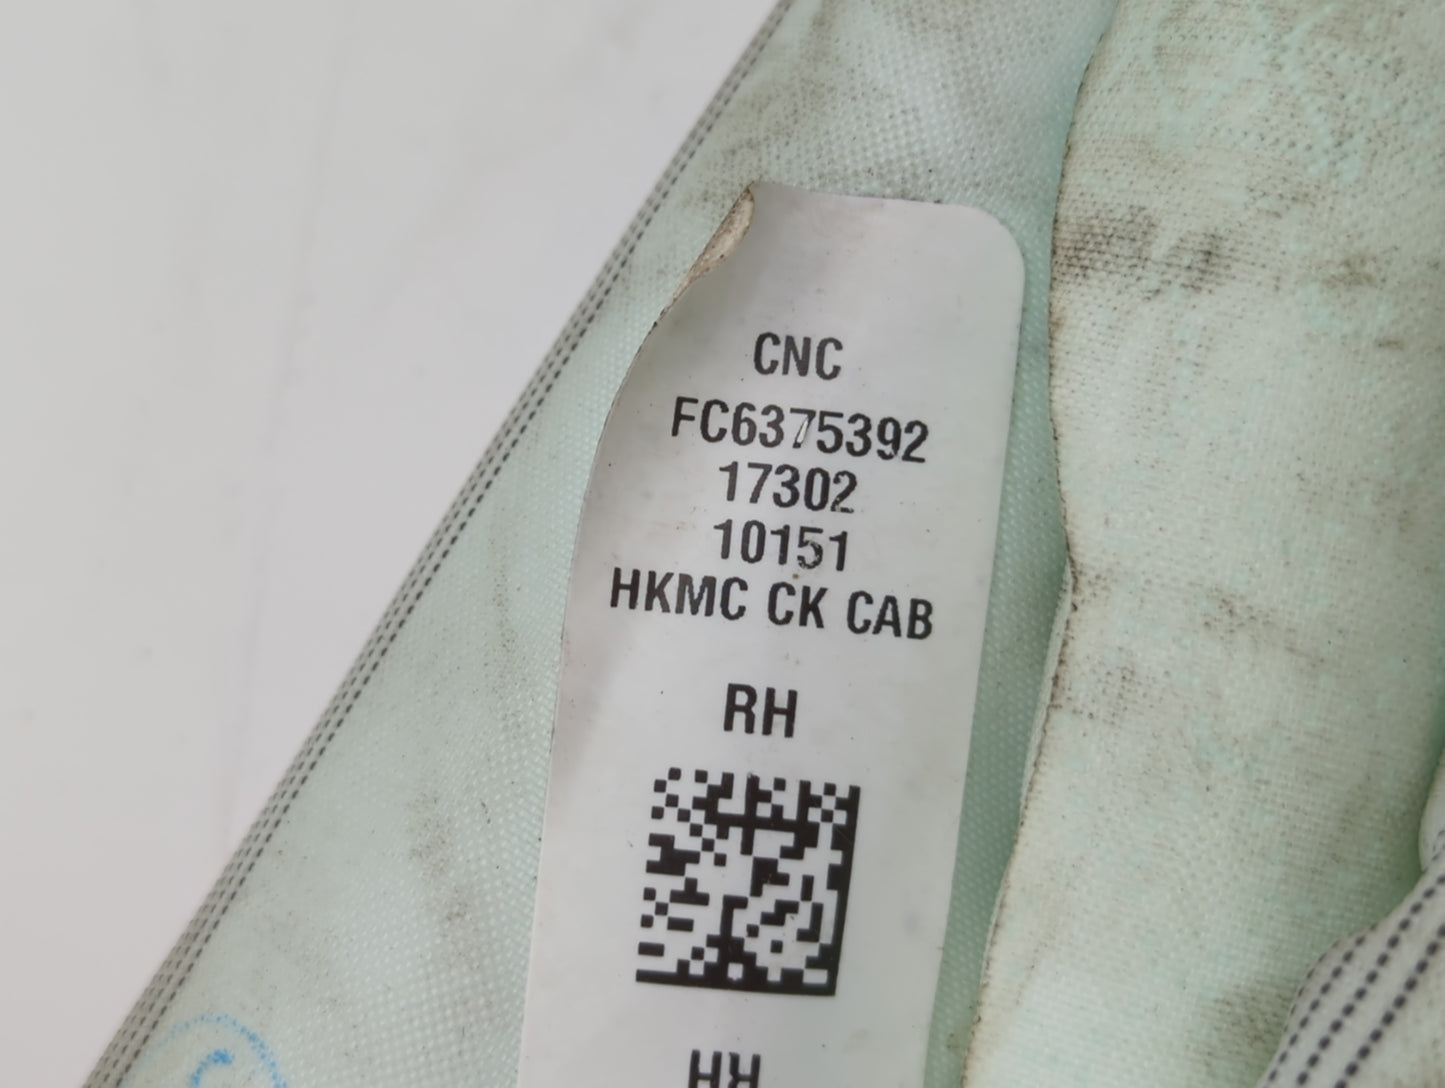 CNC
FC6375392
17302
10151
HKMC CK CAB
RH